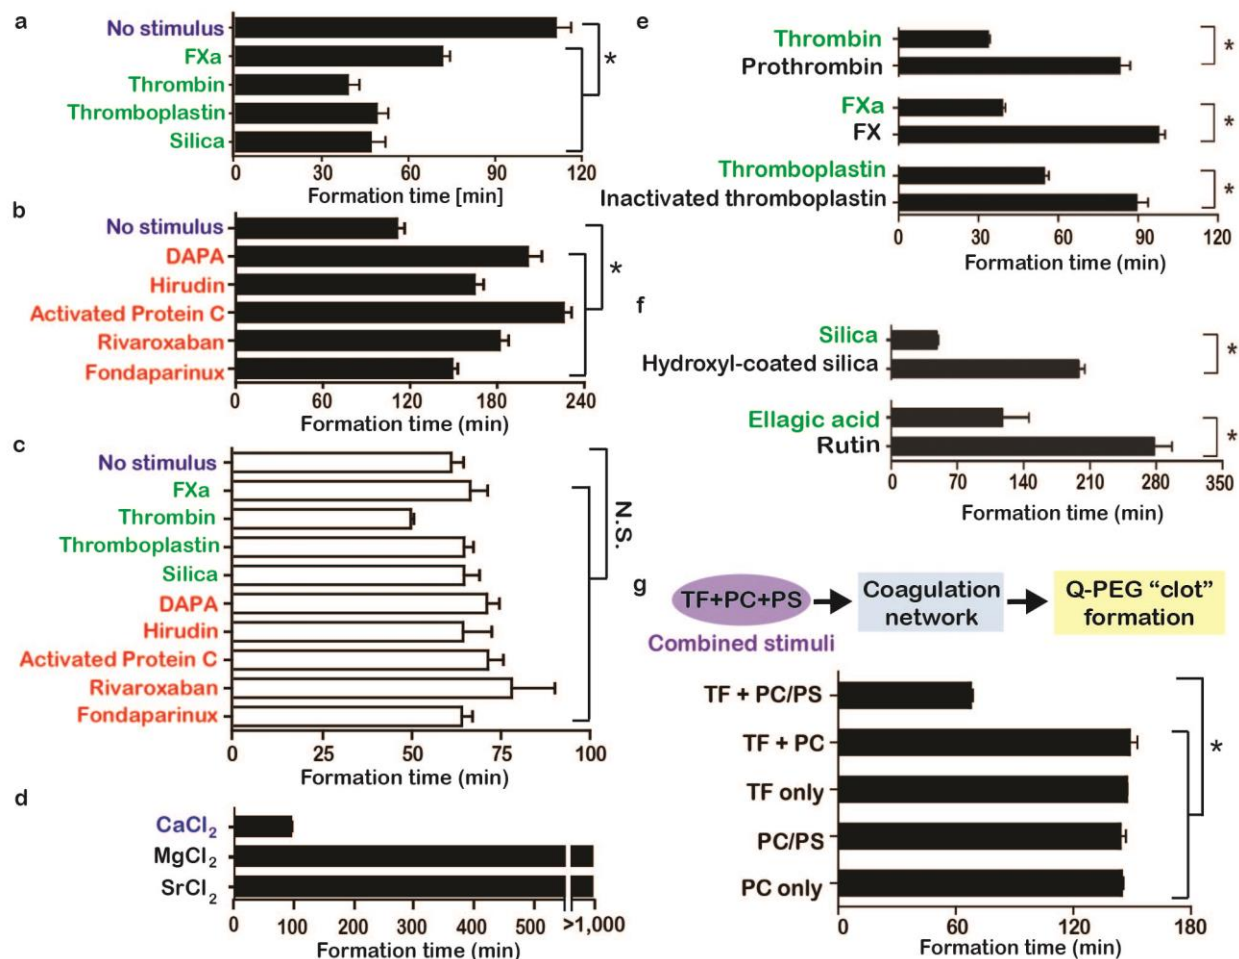 a
No stimulus
FXa
Thrombin
Thromboplastin
Silica
*
0 30 60 90 120
Formation time [min]
b
No stimulus
DAPA
Hirudin
Activated Protein C
Rivaroxaban
Fondaparinux
*
0 60 120 180 240
Formation time (min)
c
No stimulus
FXa
Thrombin
Thromboplastin
Silica
DAPA
Hirudin
Activated Protein C
Rivaroxaban
Fondaparinux
N.S.
0 25 50 75 100
Formation time (min)
d
CaCl₂
MgCl₂
SrCl₂
0 100 200 300 400 500 >1,000
Formation time (min)
e
Thrombin
Prothrombin
*
FXa
FX
*
Thromboplastin
Inactivated thromboplastin
*
0 30 60 90 120
Formation time (min)
f
Silica
Hydroxyl-coated silica
*
Ellagic acid
Rutin
*
0 70 140 210 280 350
Formation time (min)
g
TF+PC+PS
Combined stimuli
Coagulation
network
Q-PEG “clot”
formation
TF + PC/PS
TF + PC
TF only
PC/PS
PC only
*
0 60 120 180
Formation time (min)